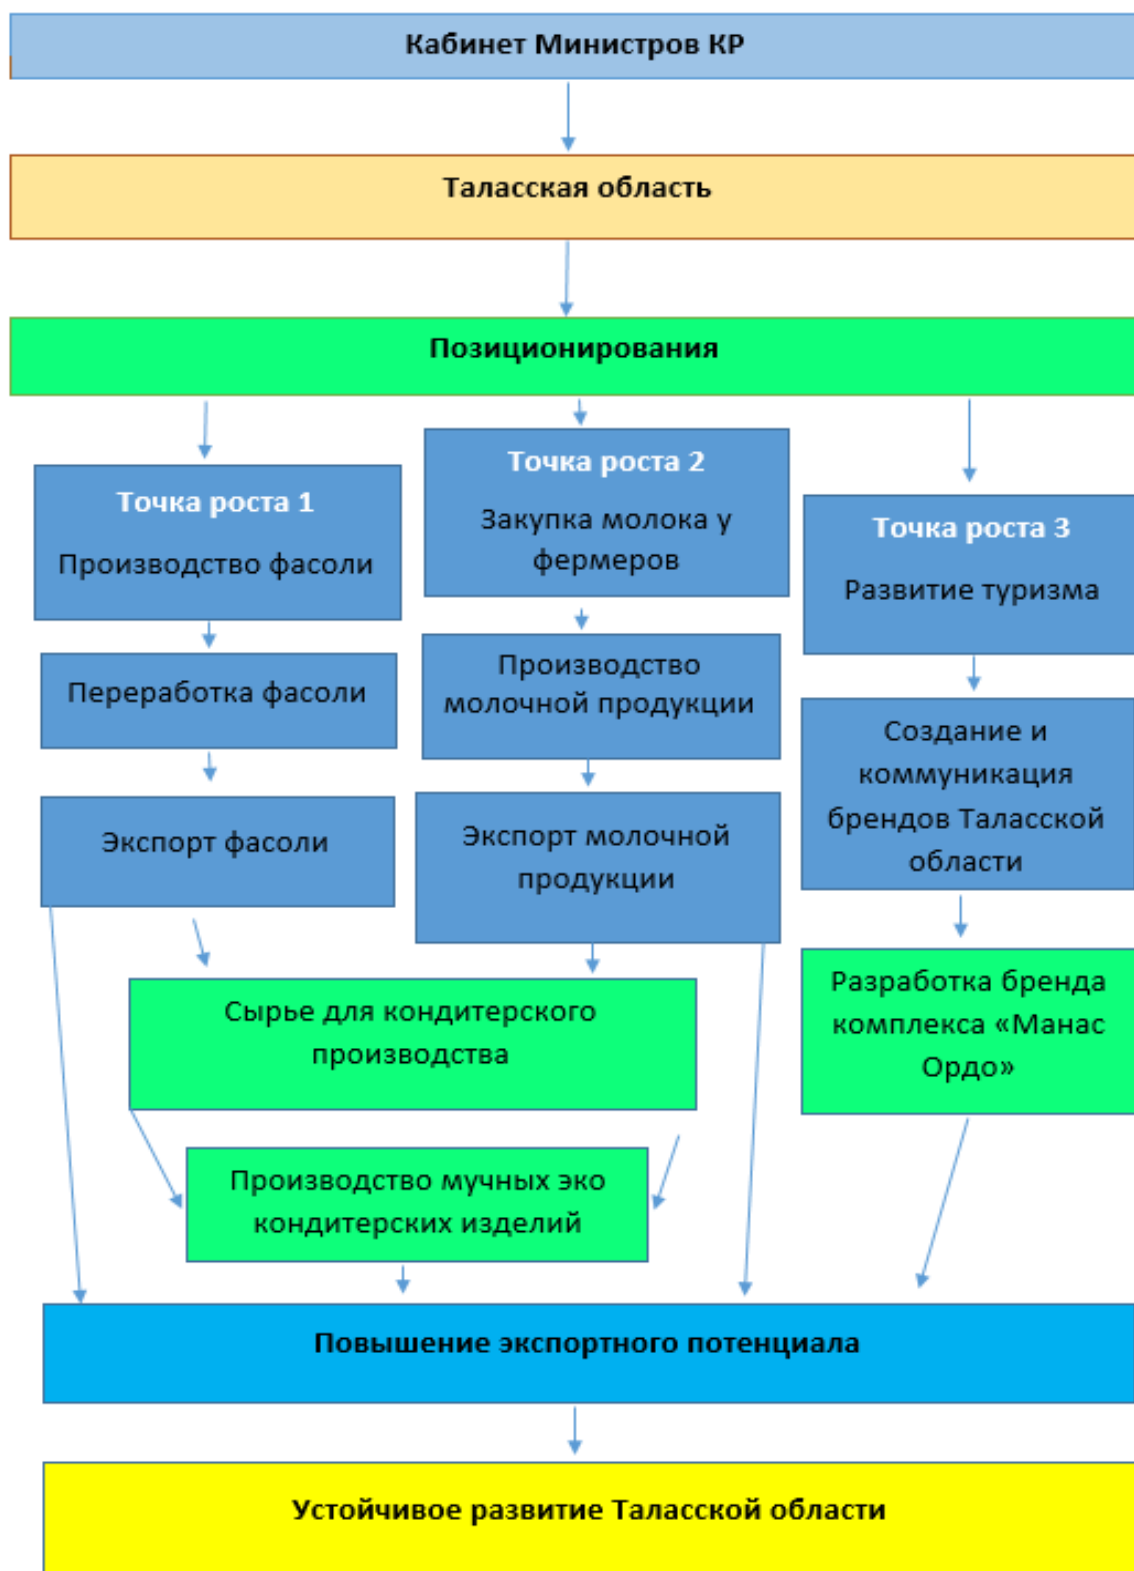 Кабинет Министров КР
Таласская область
Позиционирования
Точка роста 1
Производство фасоли
Переработка фасоли
Экспорт фасоли
Точка роста 2
Закупка молока у
фермеров
Производство
молочной продукции
Экспорт молочной
продукции
Точка роста 3
Развитие туризма
Создание и
коммуникация
брендов Таласской
области
Разработка бренда
комплекса «Манас
Ордо»
Сырье для кондитерского
производства
Производство мучных эко
кондитерских изделий
Повышение экспортного потенциала
Устойчивое развитие Таласской области